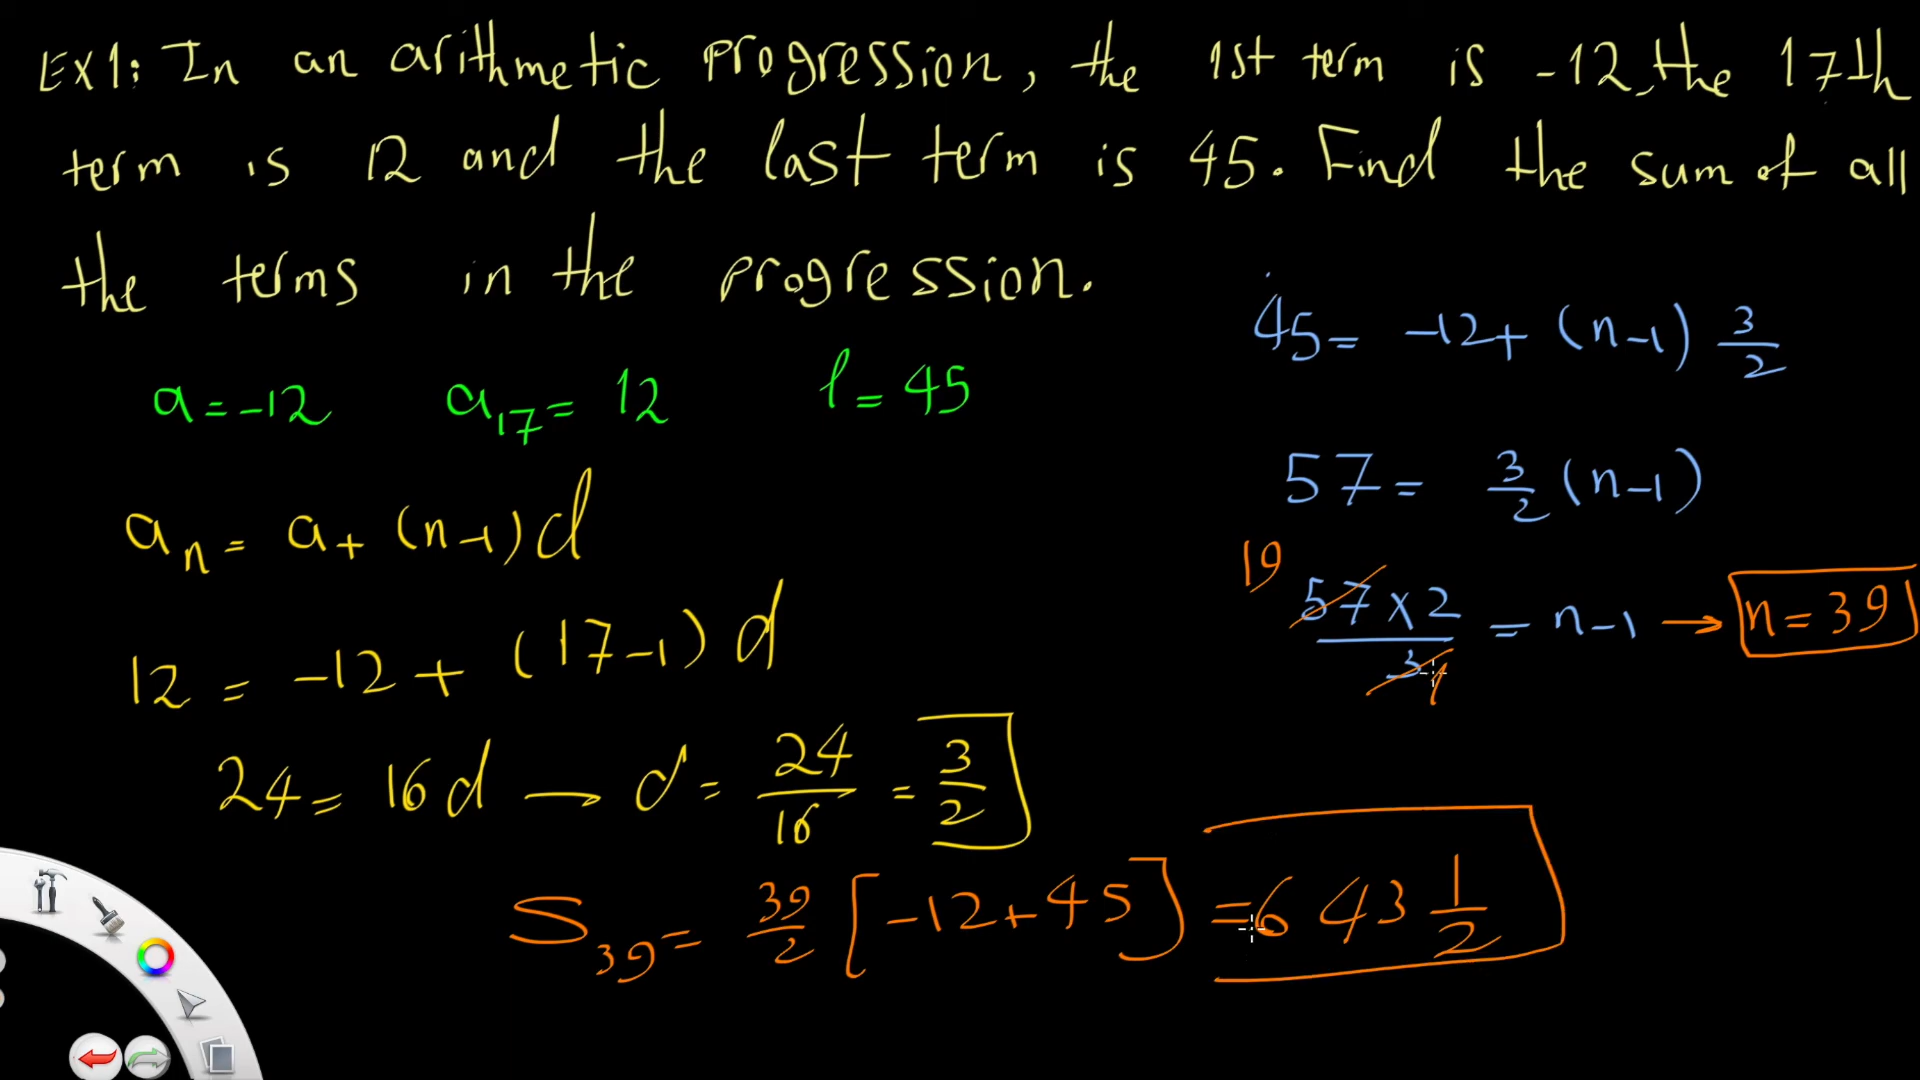 EX1: In an arithmetic progression, the 1st term is -12, the 17th
term is 12 and the last term is 45. Find the sum of all
the terms in the progression.
a = -12 a₁₇ = 12 l = 45
aₙ = a + (n-1)d
12 = -12 + (17-1)d
24 = 16d — d = 24/16 = 3/2
45 = -12 + (n-1) 3/2
57 = 3/2 (n-1)
19
57 x 2 / 3 = n-1 → n = 39
1
S₃₉ = 39/2 [-12+45] = 643 1/2